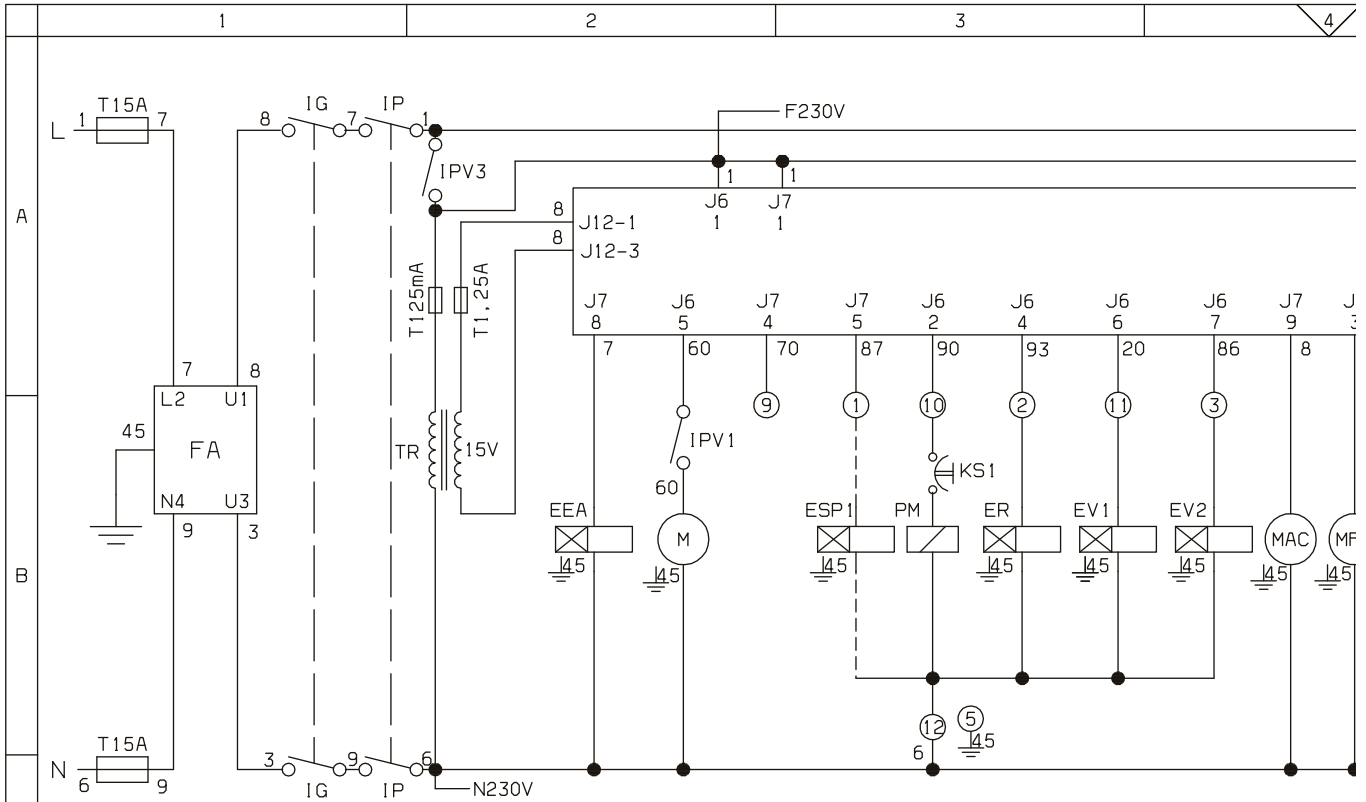 1 2 3 4
T15A IG IP
L 1 7 8 7 1 F230V
IPV3 1 1
A J6 J7
1 1
8 J12-1
8 J12-3
T125mA T1,25A
J7 J6 J7 J7 J6 J6 J6 J6 J7
8 5 4 5 2 4 6 7 9
7 60 70 87 90 93 20 86 8
7 8
L2 U1
9 1 10 2 11 3
45 FA TR 15V IPV1 KS1
60
N4 U3
9 3
EEA M ESP1 PM ER EV1 EV2 MAC
B 45 45 45 45 45 45 45 45
12 5
45
T15A 6
N 6 9 3 9 6
IG IP N230V